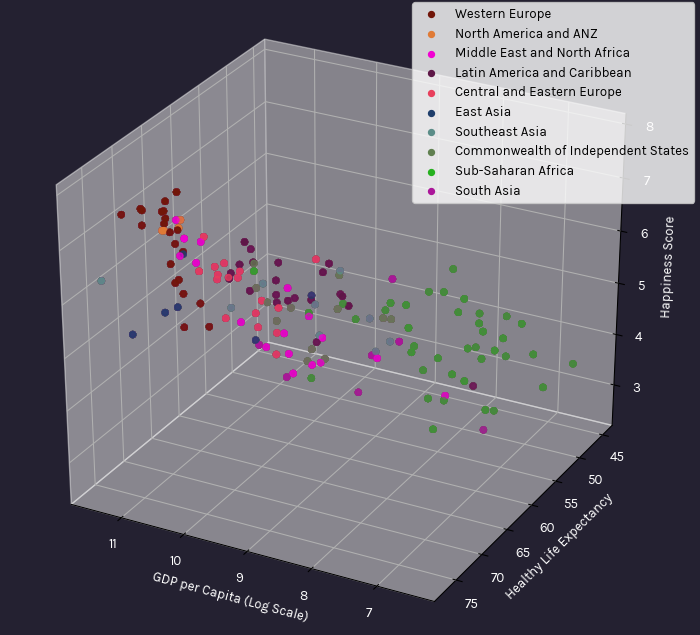 Western Europe
North America and ANZ
Middle East and North Africa
Latin America and Caribbean
Central and Eastern Europe
East Asia
Southeast Asia
Commonwealth of Independent States
Sub-Saharan Africa
South Asia
8
7
6
5
4
3
Happiness Score
45
50
55
60
65
70
75
Healthy Life Expectancy
11
10
9
8
7
GDP per Capita (Log Scale)